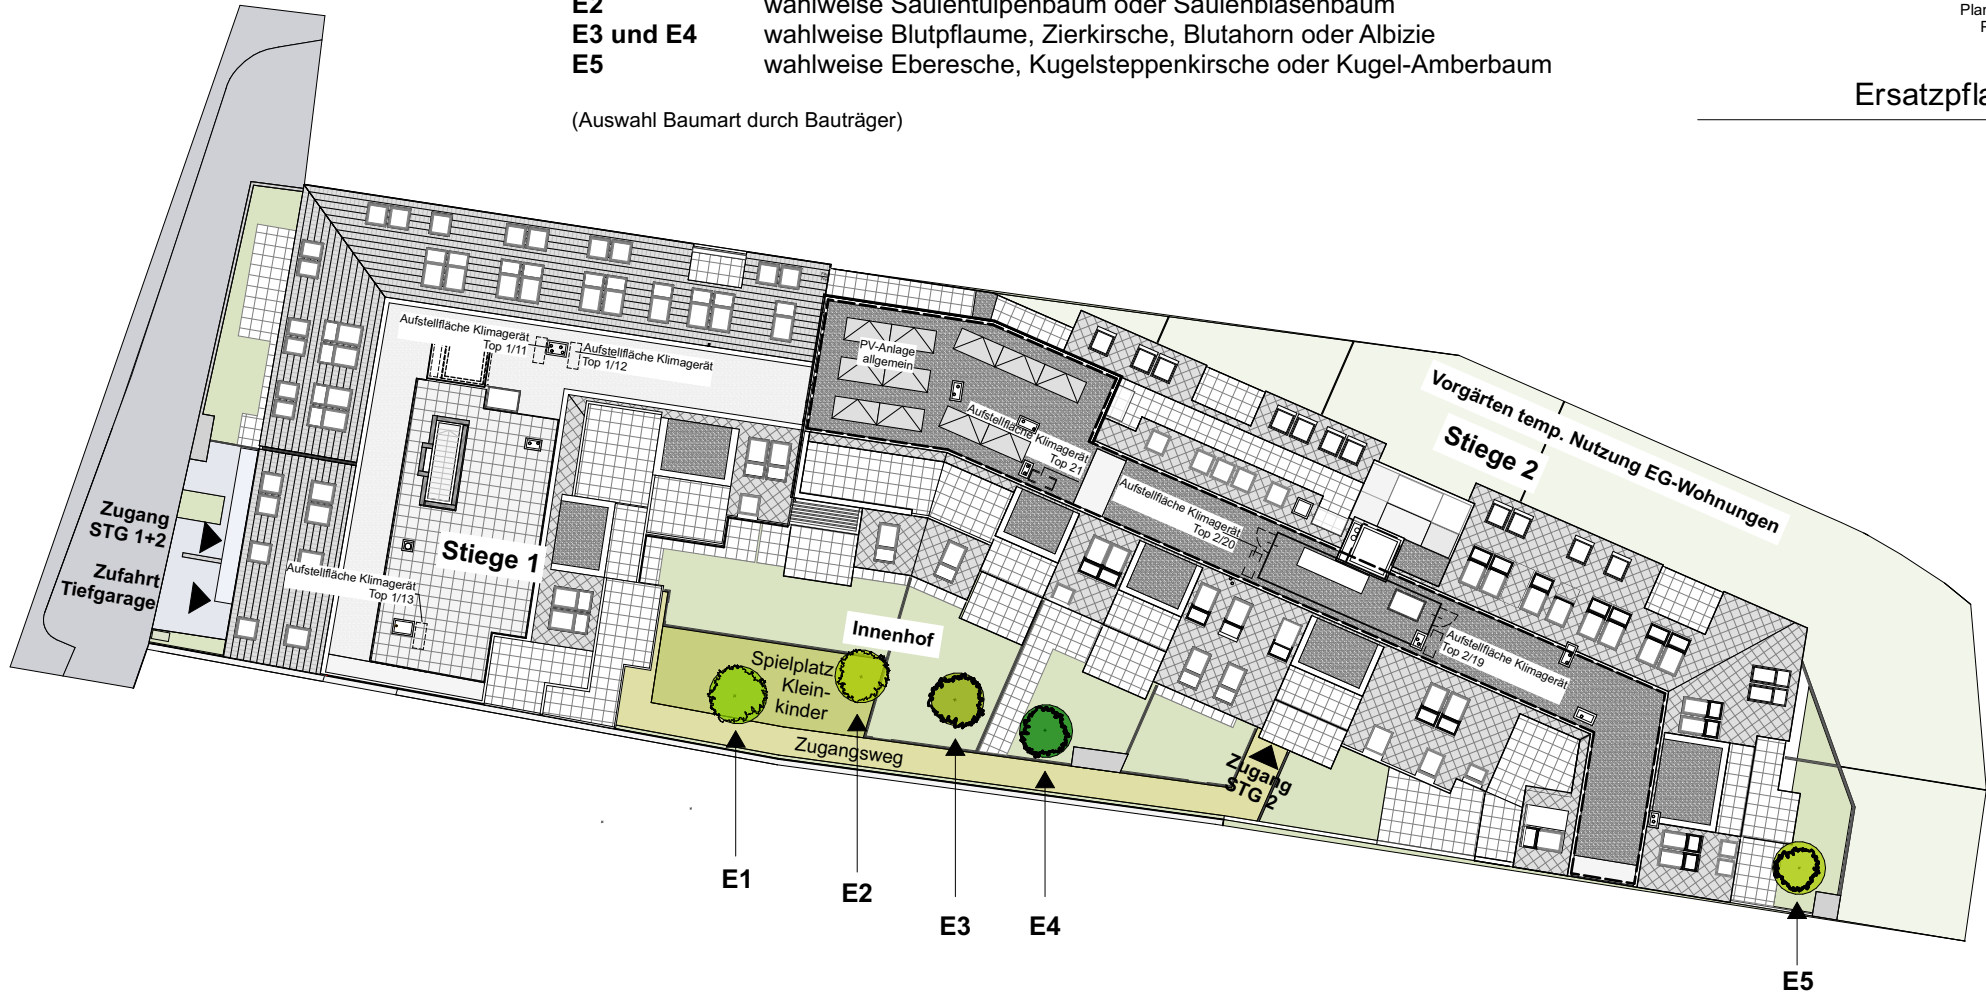 E2 wahlweise Säulentulpenbaum oder Säulenblasenbaum
Plan
E3 und E4 wahlweise Blutpflaume, Zierkirsche, Blutahorn oder Albizie
E5 wahlweise Eberesche, Kugelsteppenkirsche oder Kugel-Amberbaum
Ersatzpfla
(Auswahl Baumart durch Bauträger)
Aufstellfläche Klimagerät
Top 1/11
Aufstellfläche Klimagerät
Top 1/12
PV-Anlage
allgemein
Vorgärten temp. Nutzung EG-Wohnungen
Stiege 2
Aufstellfläche Klimagerät
Top 21
Aufstellfläche Klimagerät
Top 2/20
Zugang
STG 1+2
Zufahrt
Tiefgarage
Stiege 1
Aufstellfläche Klimagerät
Top 1/13
Innenhof
Aufstellfläche Klimagerät
Top 2/19
Spielplatz
Klein-
kinder
Zugangsweg
Zugang
STG 2
E1
E2
E3
E4
E5